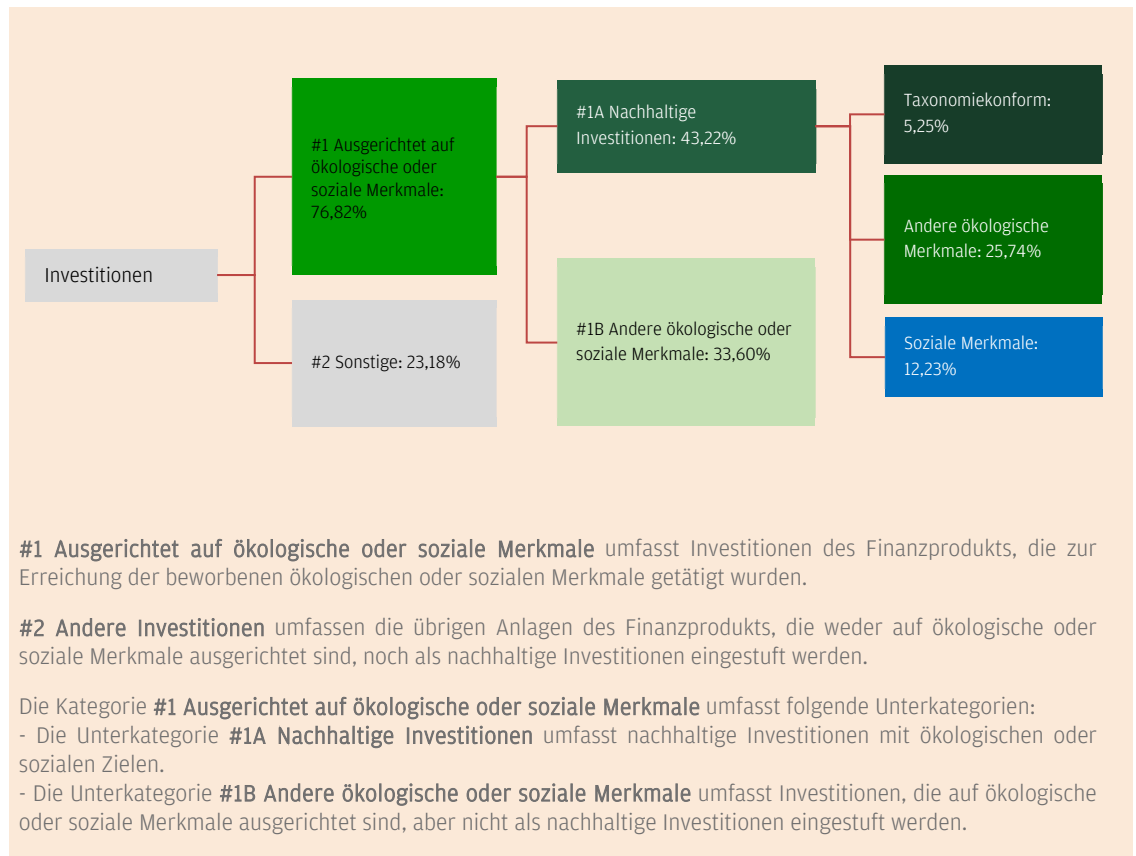 Investitionen
#1 Ausgerichtet auf
ökologische oder
soziale Merkmale:
76,82%
#2 Sonstige: 23,18%
#1A Nachhaltige
Investitionen: 43,22%
#1B Andere ökologische oder
soziale Merkmale: 33,60%
Taxonomiekonform:
5,25%
Andere ökologische
Merkmale: 25,74%
Soziale Merkmale:
12,23%
#1 Ausgerichtet auf ökologische oder soziale Merkmale umfasst Investitionen des Finanzprodukts, die zur
Erreichung der beworbenen ökologischen oder sozialen Merkmale getätigt wurden.
#2 Andere Investitionen umfassen die übrigen Anlagen des Finanzprodukts, die weder auf ökologische oder
soziale Merkmale ausgerichtet sind, noch als nachhaltige Investitionen eingestuft werden.
Die Kategorie #1 Ausgerichtet auf ökologische oder soziale Merkmale umfasst folgende Unterkategorien:
- Die Unterkategorie #1A Nachhaltige Investitionen umfasst nachhaltige Investitionen mit ökologischen oder
sozialen Zielen.
- Die Unterkategorie #1B Andere ökologische oder soziale Merkmale umfasst Investitionen, die auf ökologische
oder soziale Merkmale ausgerichtet sind, aber nicht als nachhaltige Investitionen eingestuft werden.